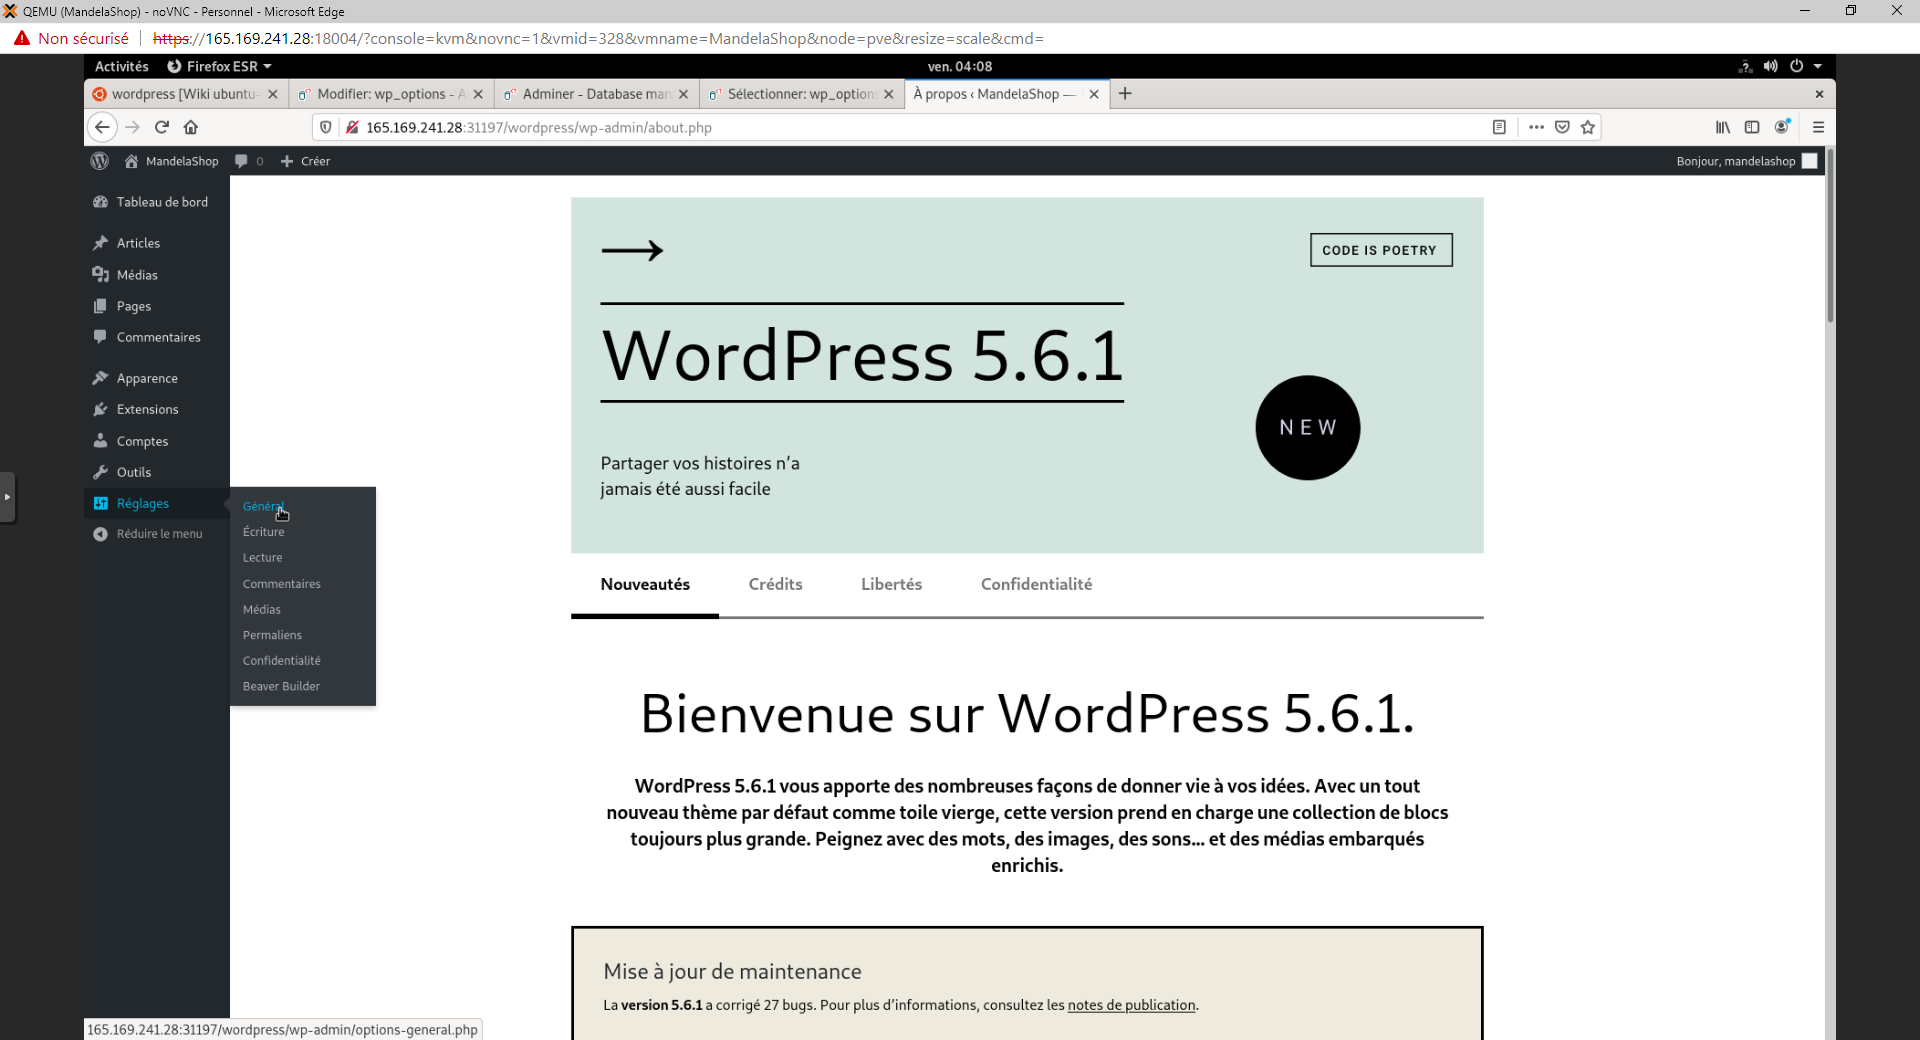 QEMU (MandelaShop) - noVNC - Personnel - Microsoft Edge
Non sécurisé
https://165.169.241.28:18004/?console=kvm&novnc=1&vmid=328&vmname=MandelaShop&node=pve&resize=scale&cmd=
Activités Firefox ESR ven. 04:08
wordpress [Wiki ubuntu- Modifier: wp_options - A Adminer - Database man Sélectionner: wp_option À propos ‹ MandelaShop —
165.169.241.28:31197/wordpress/wp-admin/about.php
MandelaShop 0 Créer Bonjour, mandelashop
Tableau de bord
Articles
Médias
Pages
Commentaires
Apparence
Extensions
Comptes
Outils
Réglages
Réduire le menu
Général
Écriture
Lecture
Commentaires
Médias
Permaliens
Confidentialité
Beaver Builder
CODE IS POETRY
WordPress 5.6.1
NEW
Partager vos histoires n’a
jamais été aussi facile
Nouveautés Crédits Libertés Confidentialité
Bienvenue sur WordPress 5.6.1.
WordPress 5.6.1 vous apporte des nombreuses façons de donner vie à vos idées. Avec un tout
nouveau thème par défaut comme toile vierge, cette version prend en charge une collection de blocs
toujours plus grande. Peignez avec des mots, des images, des sons… et des médias embarqués
enrichis.
Mise à jour de maintenance
La version 5.6.1 a corrigé 27 bugs. Pour plus d’informations, consultez les notes de publication.
165.169.241.28:31197/wordpress/wp-admin/options-general.php